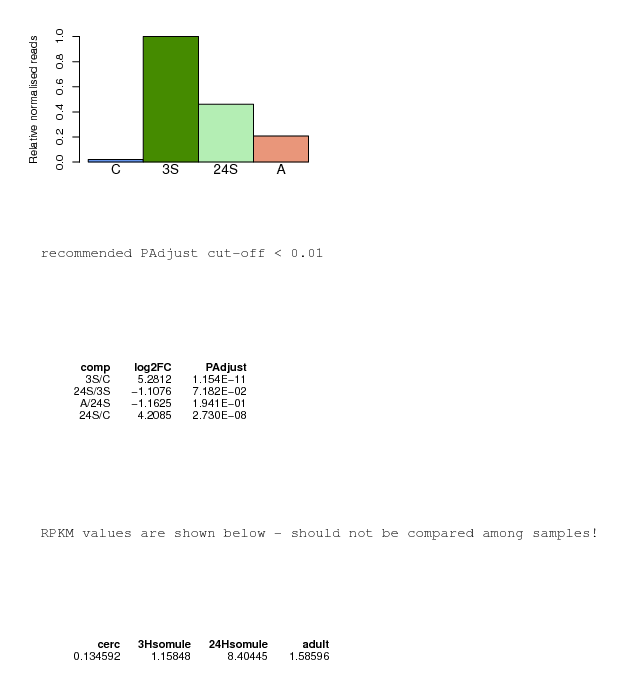 Relative normalised reads
1.0
0.8
0.6
0.4
0.2
0.0
C 3S 24S A
recommended PAdjust cut-off < 0.01
comp log2FC PAdjust
3S/C 5.2812 1.154E−11
24S/3S −1.1076 7.182E−02
A/24S −1.1625 1.941E−01
24S/C 4.2085 2.730E−08
RPKM values are shown below - should not be compared among samples!
cerc 3Hsomule 24Hsomule adult
0.134592 1.15848 8.40445 1.58596